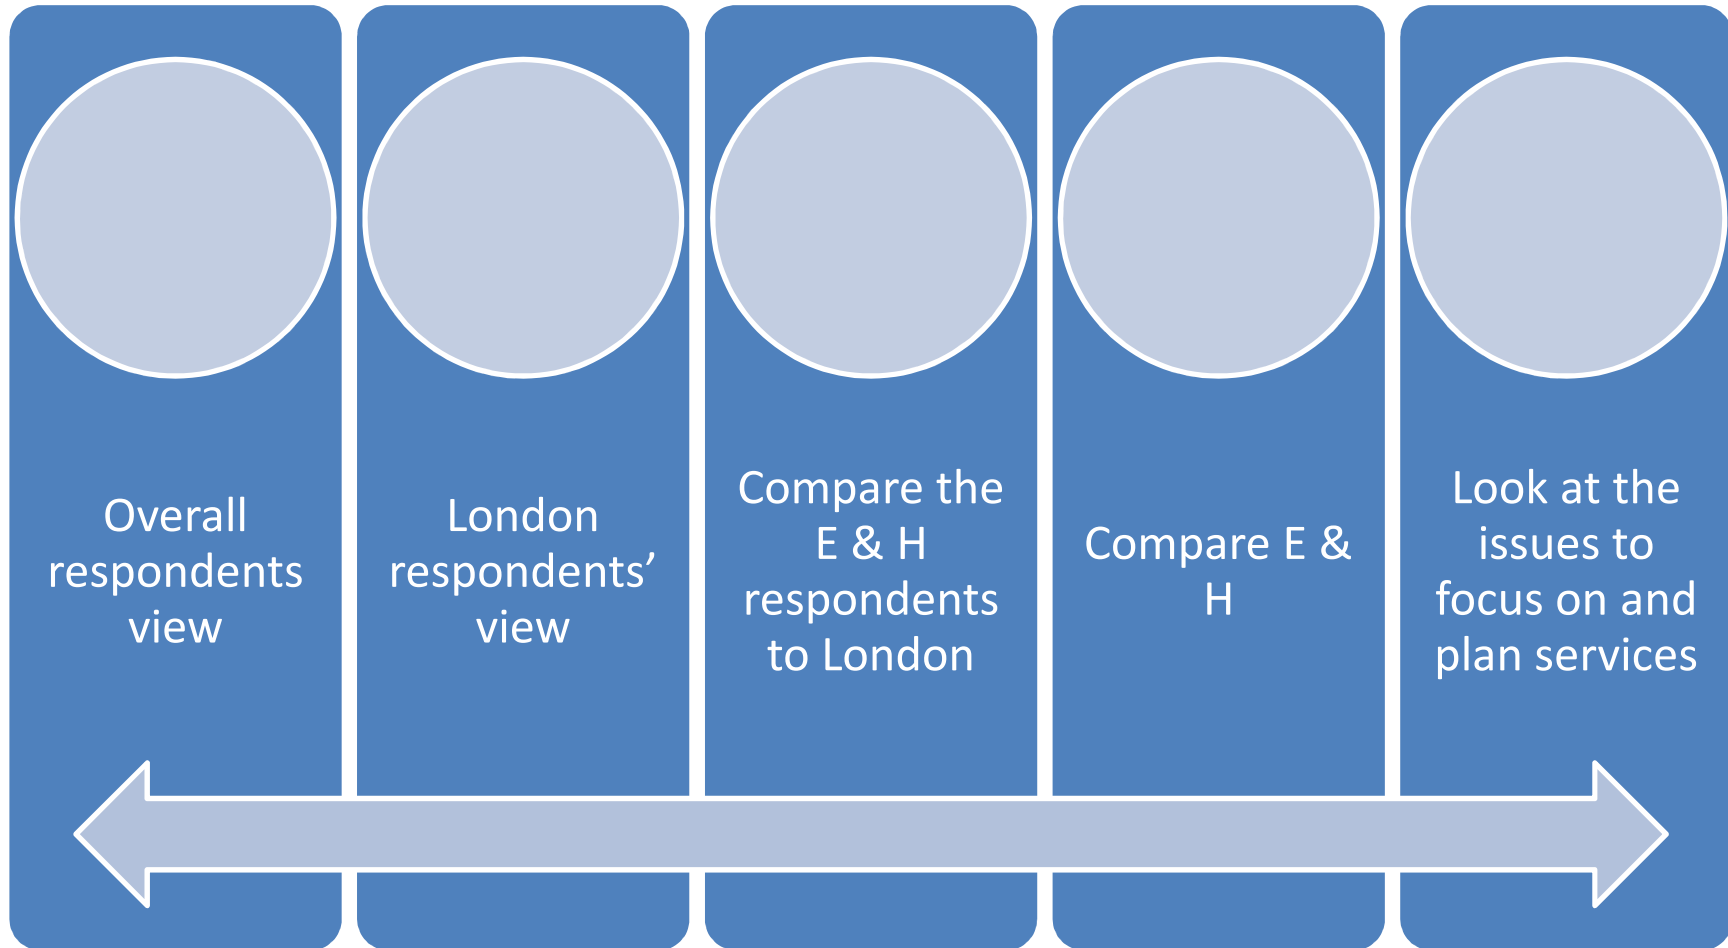 Overall
respondents
view
London
respondents’
view
Compare the
E & H
respondents
to London
Compare E &
H
Look at the
issues to
focus on and
plan services